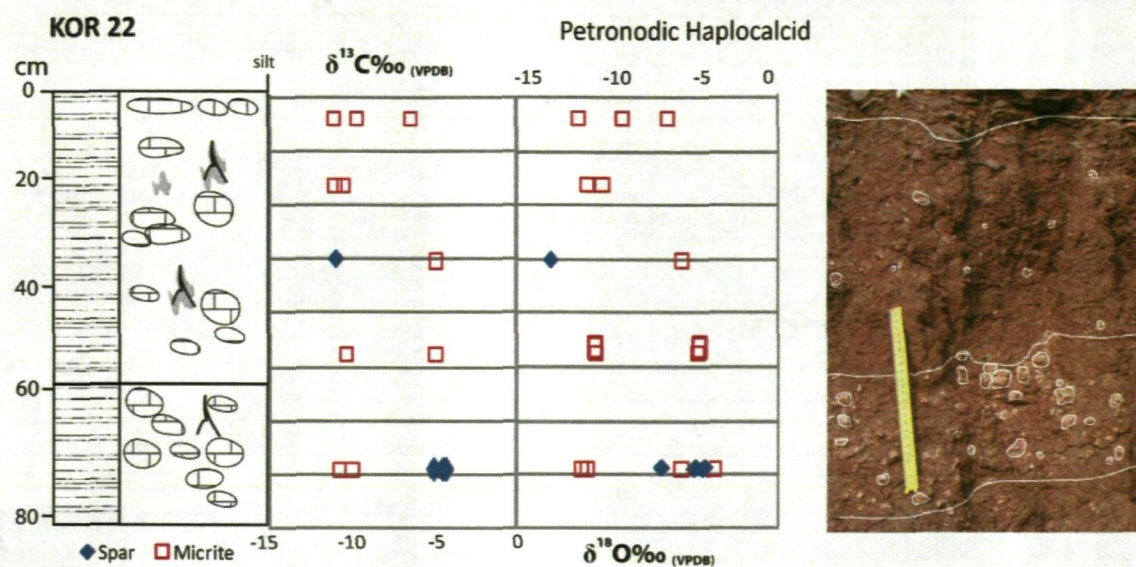 KOR 22
Petronodic Haplocalcid
cm
silt
δ¹³C‰ (VPDB)
-15 -10 -5 0
0
20
40
60
80
-15 -10 -5 0
δ¹⁸O‰ (VPDB)
Spar Micrite